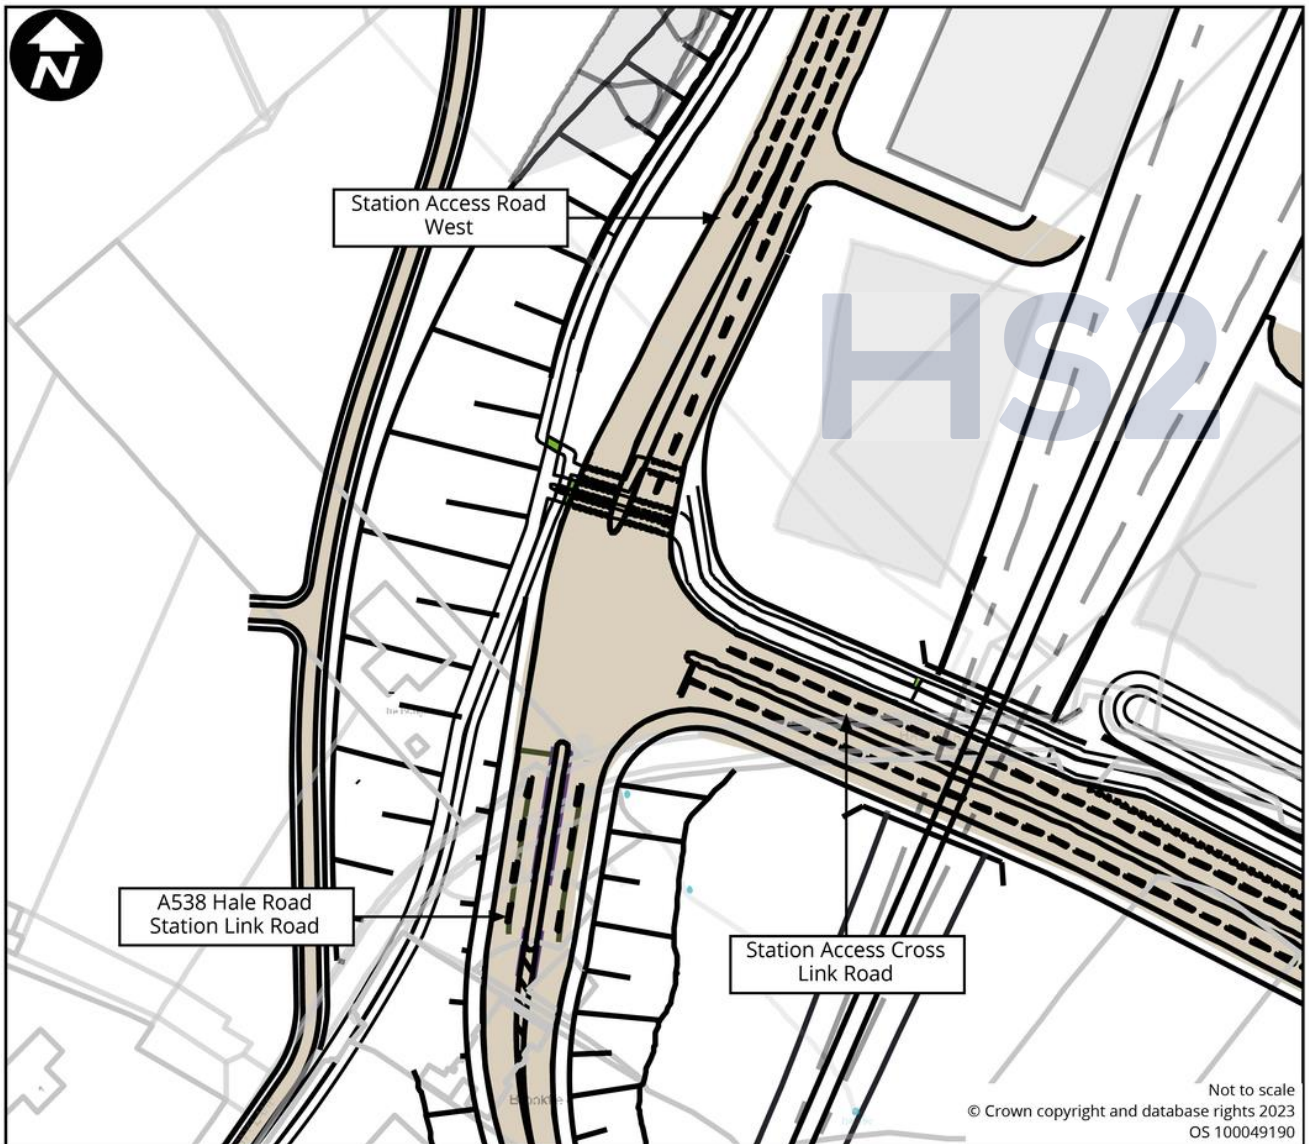 N
Station Access Road
West
HS2
A538 Hale Road
Station Link Road
Station Access Cross
Link Road
Not to scale
© Crown copyright and database rights 2023
OS 100049190